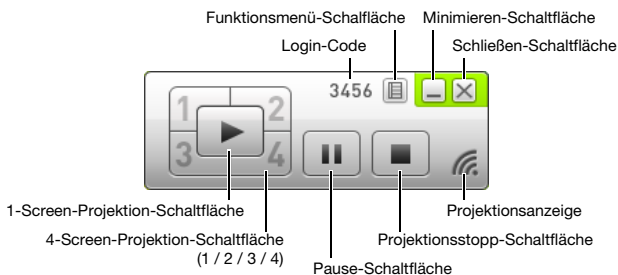 Funktionsmenü-Schalfläche
Minimieren-Schaltfläche
Login-Code
Schließen-Schaltfläche
3456
1
2
3
4
1-Screen-Projektion-Schaltfläche
Projektionsanzeige
4-Screen-Projektion-Schaltfläche
(1 / 2 / 3 / 4)
Projektionsstopp-Schaltfläche
Pause-Schaltfläche